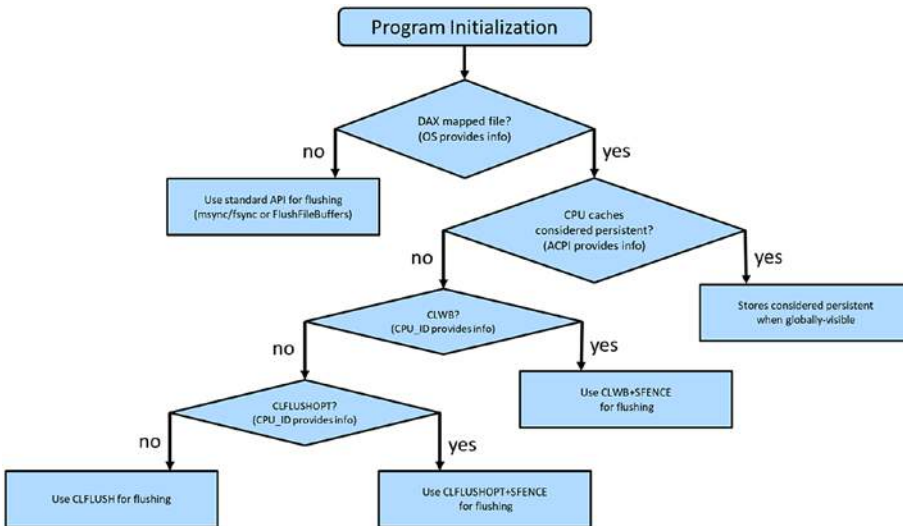 Program Initialization
DAX mapped file?
(OS provides info)
no
yes
Use standard API for flushing
(msync/fsync or FlushFileBuffers)
CPU caches
considered persistent?
(ACPI provides info)
no
yes
CLWB?
(CPU_ID provides info)
Stores considered persistent
when globally-visible
no
yes
CLFLUSHOPT?
(CPU_ID provides info)
Use CLWB+SFENCE
for flushing
no
yes
Use CLFLUSH for flushing
Use CLFLUSHOPT+SFENCE
for flushing